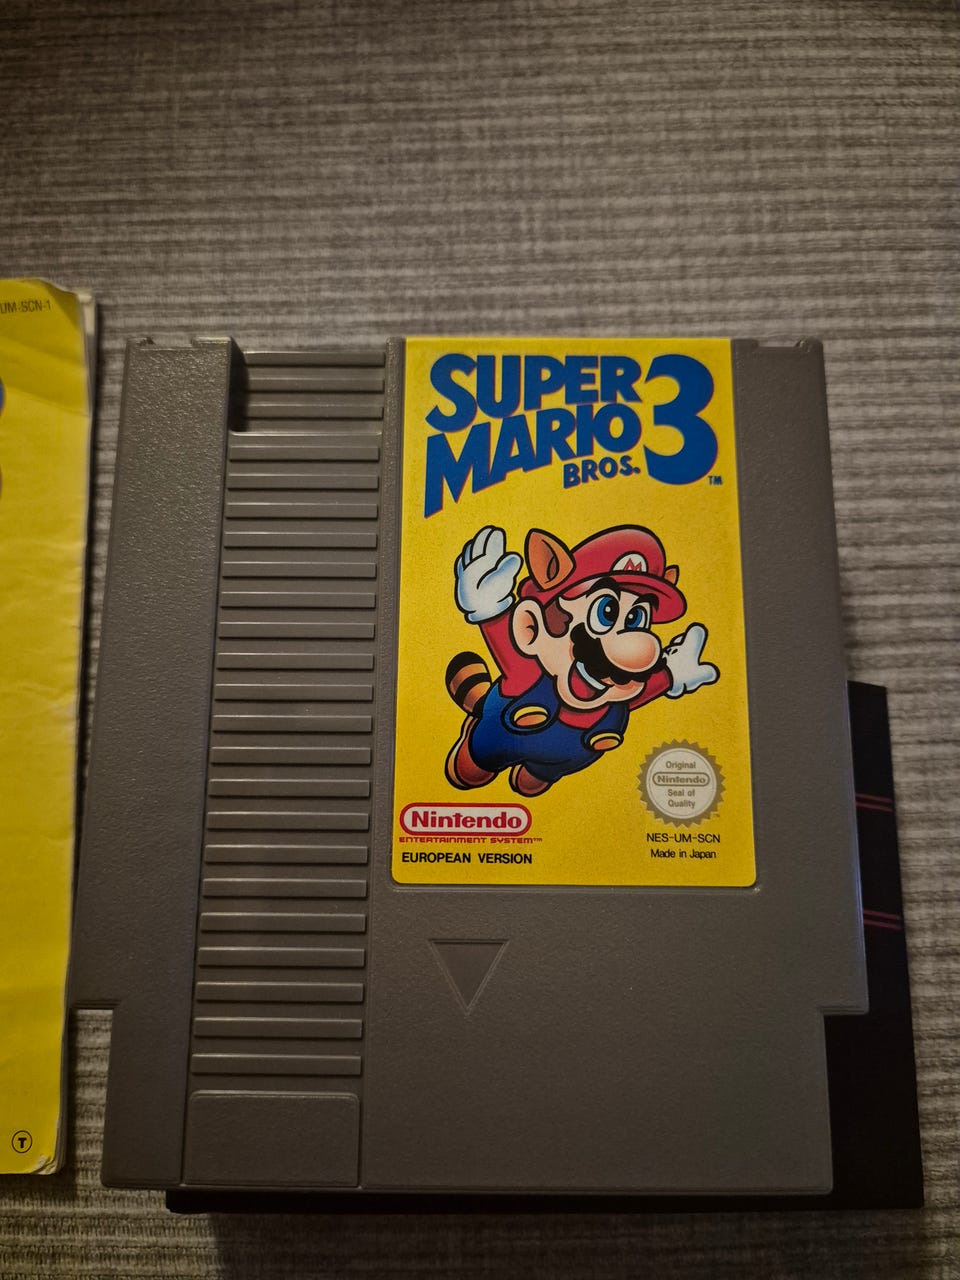 UM-SCN-1
SUPER
MARIO
BROS. 3
TM
M
Original
Nintendo
Seal of
Quality
Nintendo
ENTERTAINMENT SYSTEM™
EUROPEAN VERSION
NES-UM-SCN
Made in Japan
T